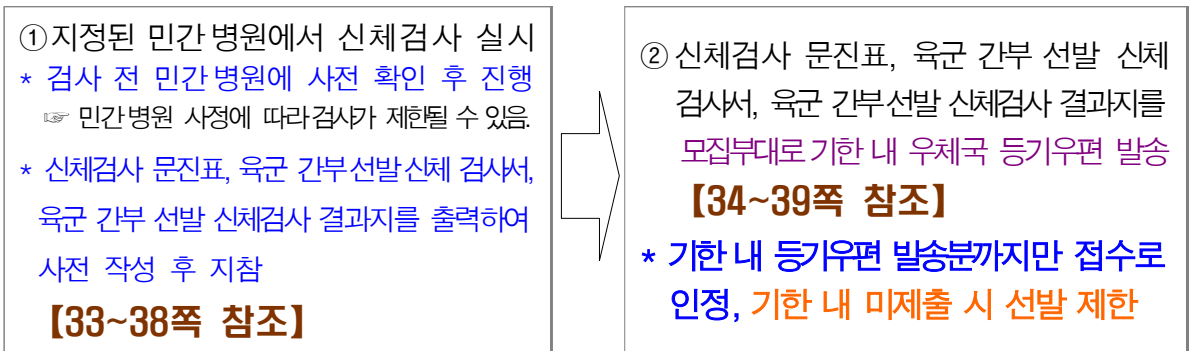 ①지정된 민간 병원에서 신체검사 실시
* 검사 전 민간 병원에 사전 확인 후 진행
☞ 민간 병원 사정에 따라 검사가 제한될 수 있음.
* 신체검사 문진표, 육군 간부 선발 신체 검사서,
육군 간부 선발 신체검사 결과지를 출력하여
사전 작성 후 지참
【33~38쪽 참조】
② 신체검사 문진표, 육군 간부 선발 신체
검사서, 육군 간부선발 신체검사 결과지를
모집부대로 기한 내 우체국 등기우편 발송
【34~39쪽 참조】
* 기한 내 등기우편 발송분까지만 접수로
인정, 기한 내 미제출 시 선발 제한